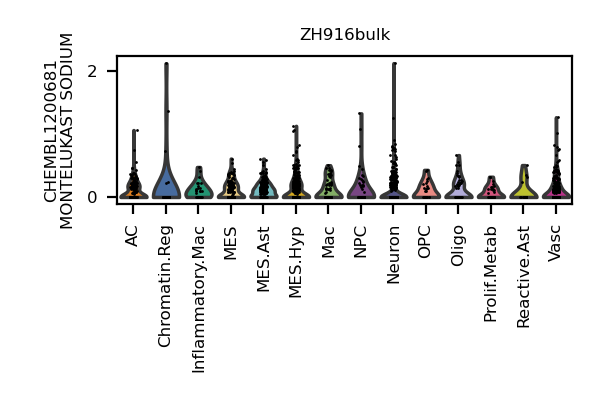 ZH916bulk
CHEMBL1200681
MONTELUKAST SODIUM
2
0
AC
Chromatin.Reg
Inflammatory.Mac
MES
MES.Ast
MES.Hyp
Mac
NPC
Neuron
OPC
Oligo
Prolif.Metab
Reactive.Ast
Vasc